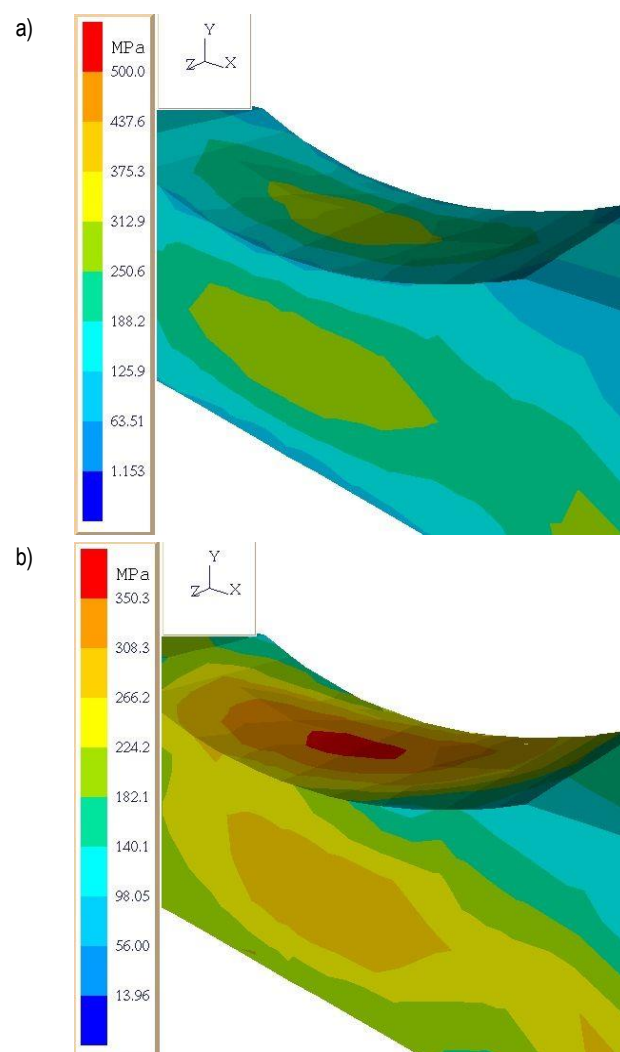 a)
MPa
500.0
437.6
375.3
312.9
250.6
188.2
125.9
63.51
1.153
Y
Z X
b)
MPa
350.3
308.3
266.2
224.2
182.1
140.1
98.05
56.00
13.96
Y
Z X